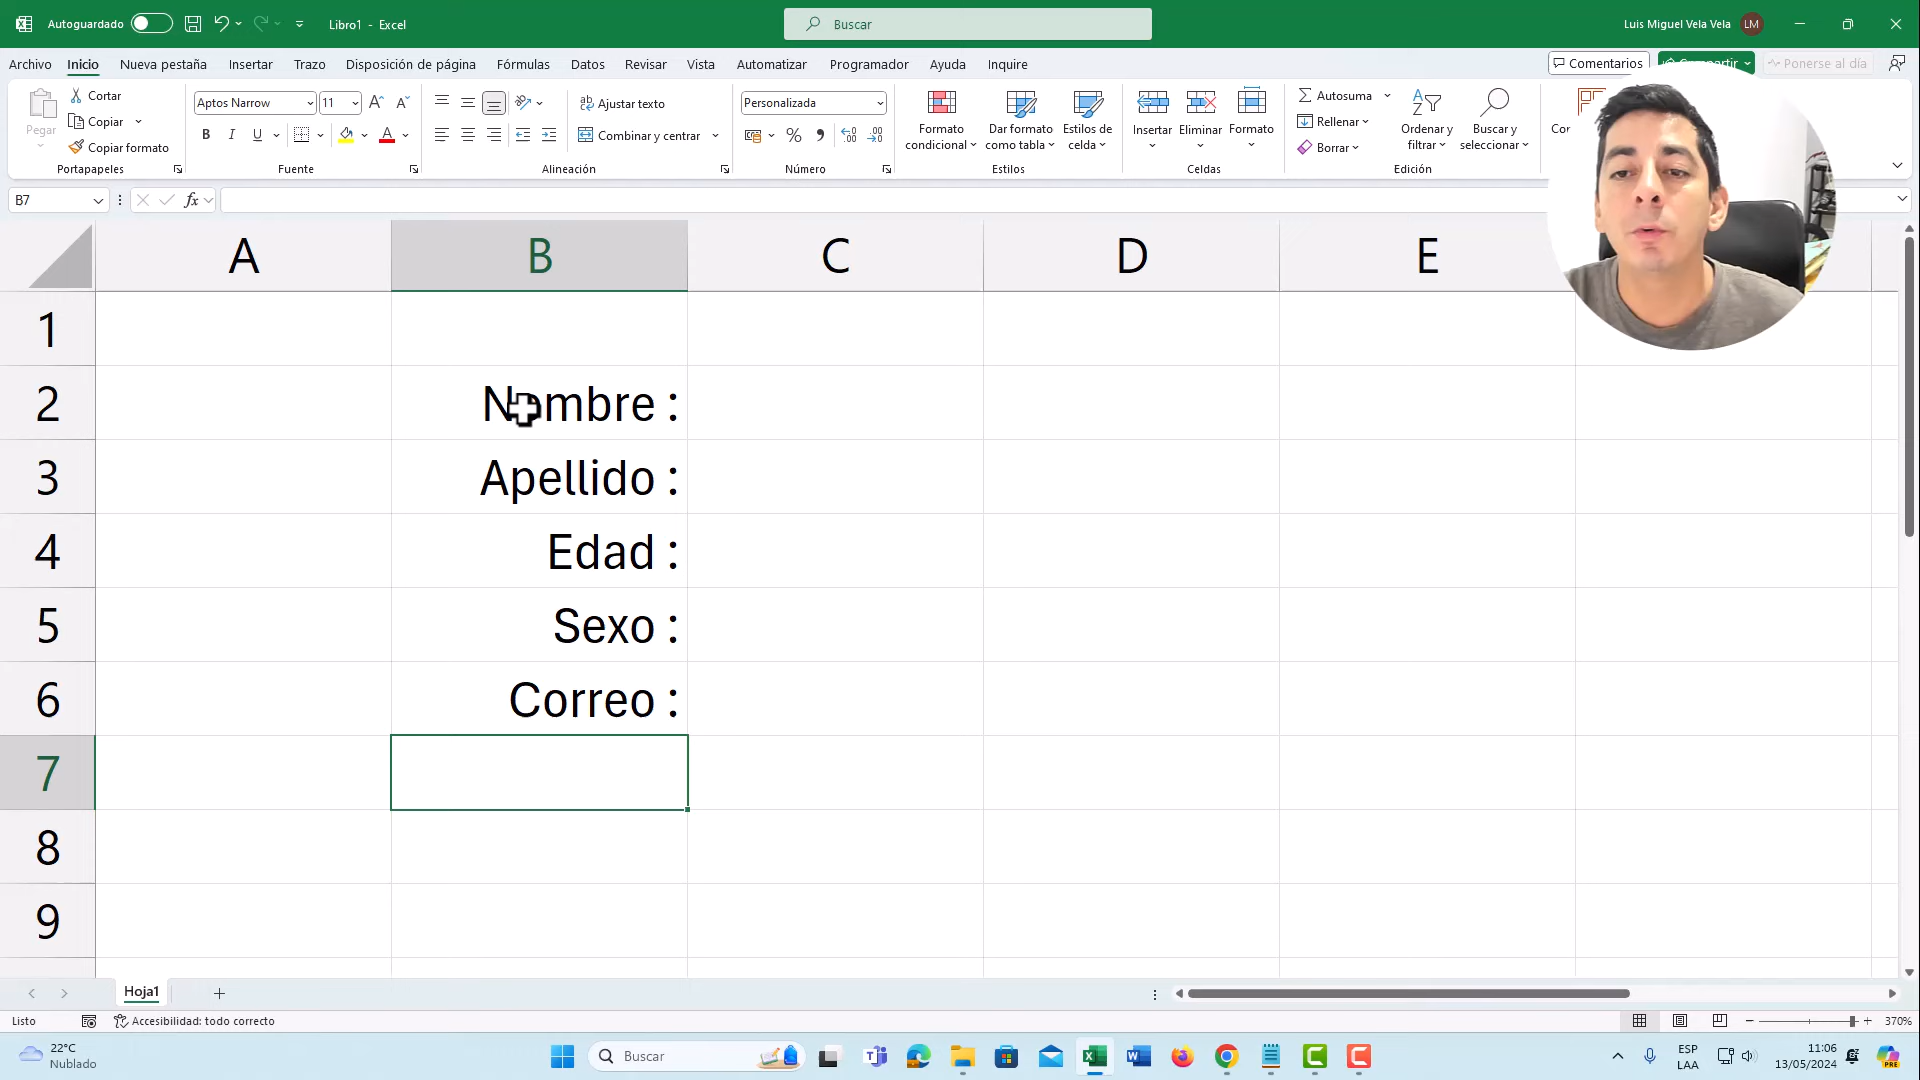 Autoguardado
Libro1 - Excel
Buscar
Luis Miguel Vela Vela
LM
Archivo Inicio Nueva pestaña Insertar Trazo Disposición de página Fórmulas Datos Revisar Vista Automatizar Programador Ayuda Inquire
Comentarios
Compartir
Ponerse al día
Pegar
Cortar
Copiar
Copiar formato
Portapapeles
Aptos Narrow
11
Fuente
Ajustar texto
Combinar y centrar
Alineación
Personalizada
Número
Formato condicional
Dar formato como tabla
Estilos de celda
Estilos
Insertar
Eliminar
Formato
Celdas
Autosuma
Rellenar
Borrar
Ordenar y filtrar
Buscar y seleccionar
Edición
Cor
B7
fx
A B C D E
1
2 Nombre :
3 Apellido :
4 Edad :
5 Sexo :
6 Correo :
7
8
9
Hoja1
Listo
Accesibilidad: todo correcto
370%
22°C
Nublado
Buscar
ESP
LAA
11:06
13/05/2024